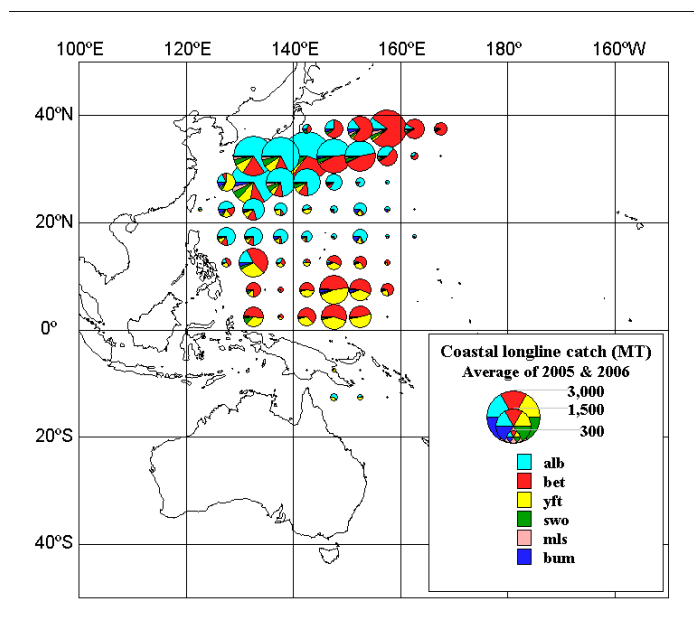 100ºE 120ºE 140ºE 160ºE 180º 160ºW
40ºN
20ºN
0º
20ºS
40ºS
Coastal longline catch (MT)
Average of 2005 & 2006
3,000
1,500
300
alb
bet
yft
swo
mls
bum